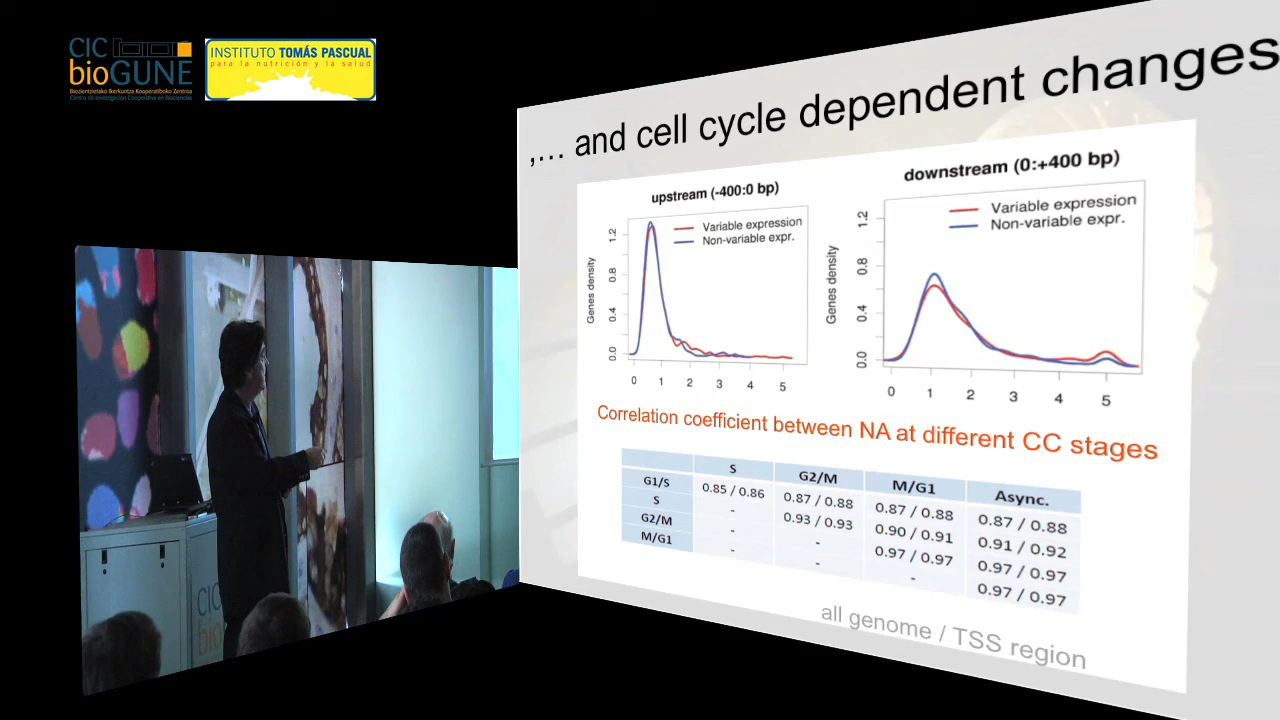 CIC
bioGUNE
Biozientzietako Ikerkuntza Kooperatiboko Zentroa
Centro de Investigación Cooperativa en Biociencias
INSTITUTO TOMÁS PASCUAL
para la nutrición y la salud
,... and cell cycle dependent changes
upstream (-400:0 bp)
Variable expression
Non-variable expr.
Genes density
0.0 0.4 0.8 1.2
0 1 2 3 4 5
downstream (0:+400 bp)
Variable expression
Non-variable expr.
Genes density
0.0 0.4 0.8 1.2
0 1 2 3 4 5
Correlation coefficient between NA at different CC stages
S G2/M M/G1 Async.
G1/S 0.85 / 0.86 0.87 / 0.88 0.87 / 0.88 0.87 / 0.88
S - 0.93 / 0.93 0.90 / 0.91 0.91 / 0.92
G2/M - - 0.97 / 0.97 0.97 / 0.97
M/G1 - - - 0.97 / 0.97
all genome / TSS region
CIC
bio